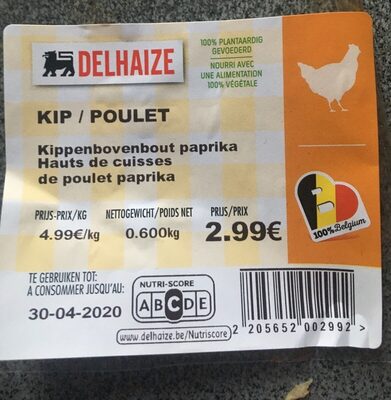 DELHAIZE
100% PLANTAARDIG
GEVOEDERD
NOURRI AVEC
UNE ALIMENTATION
100% VÉGÉTALE
KIP / POULET
Kippenbovenbout paprika
Hauts de cuisses
de poulet paprika
PRIJS-PRIX/KG NETTOGEWICHT/POIDS NET PRIJS/PRIX
4.99€/kg 0.600kg 2.99€
100% Belgium
TE GEBRUIKEN TOT:
A CONSOMMER JUSQU'AU:
30-04-2020
NUTRI-SCORE
A B C D E
www.delhaize.be/Nutriscore
2 205652 002992 >